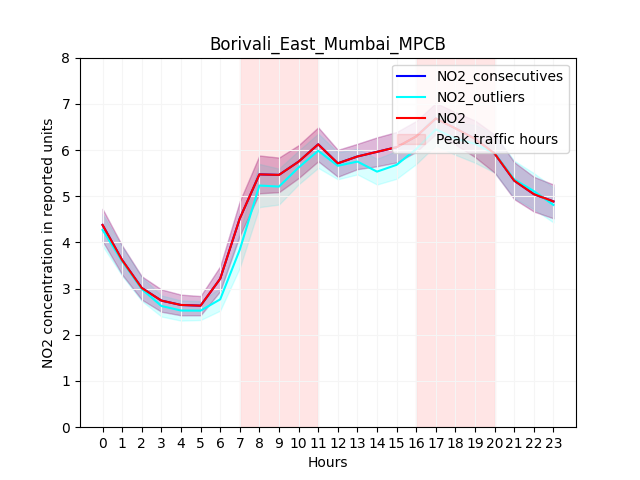 Borivali_East_Mumbai_MPCB
NO2 concentration in reported units
8
7
6
5
4
3
2
1
0
NO2_consecutives
NO2_outliers
NO2
Peak traffic hours
0 1 2 3 4 5 6 7 8 9 10 11 12 13 14 15 16 17 18 19 20 21 22 23
Hours